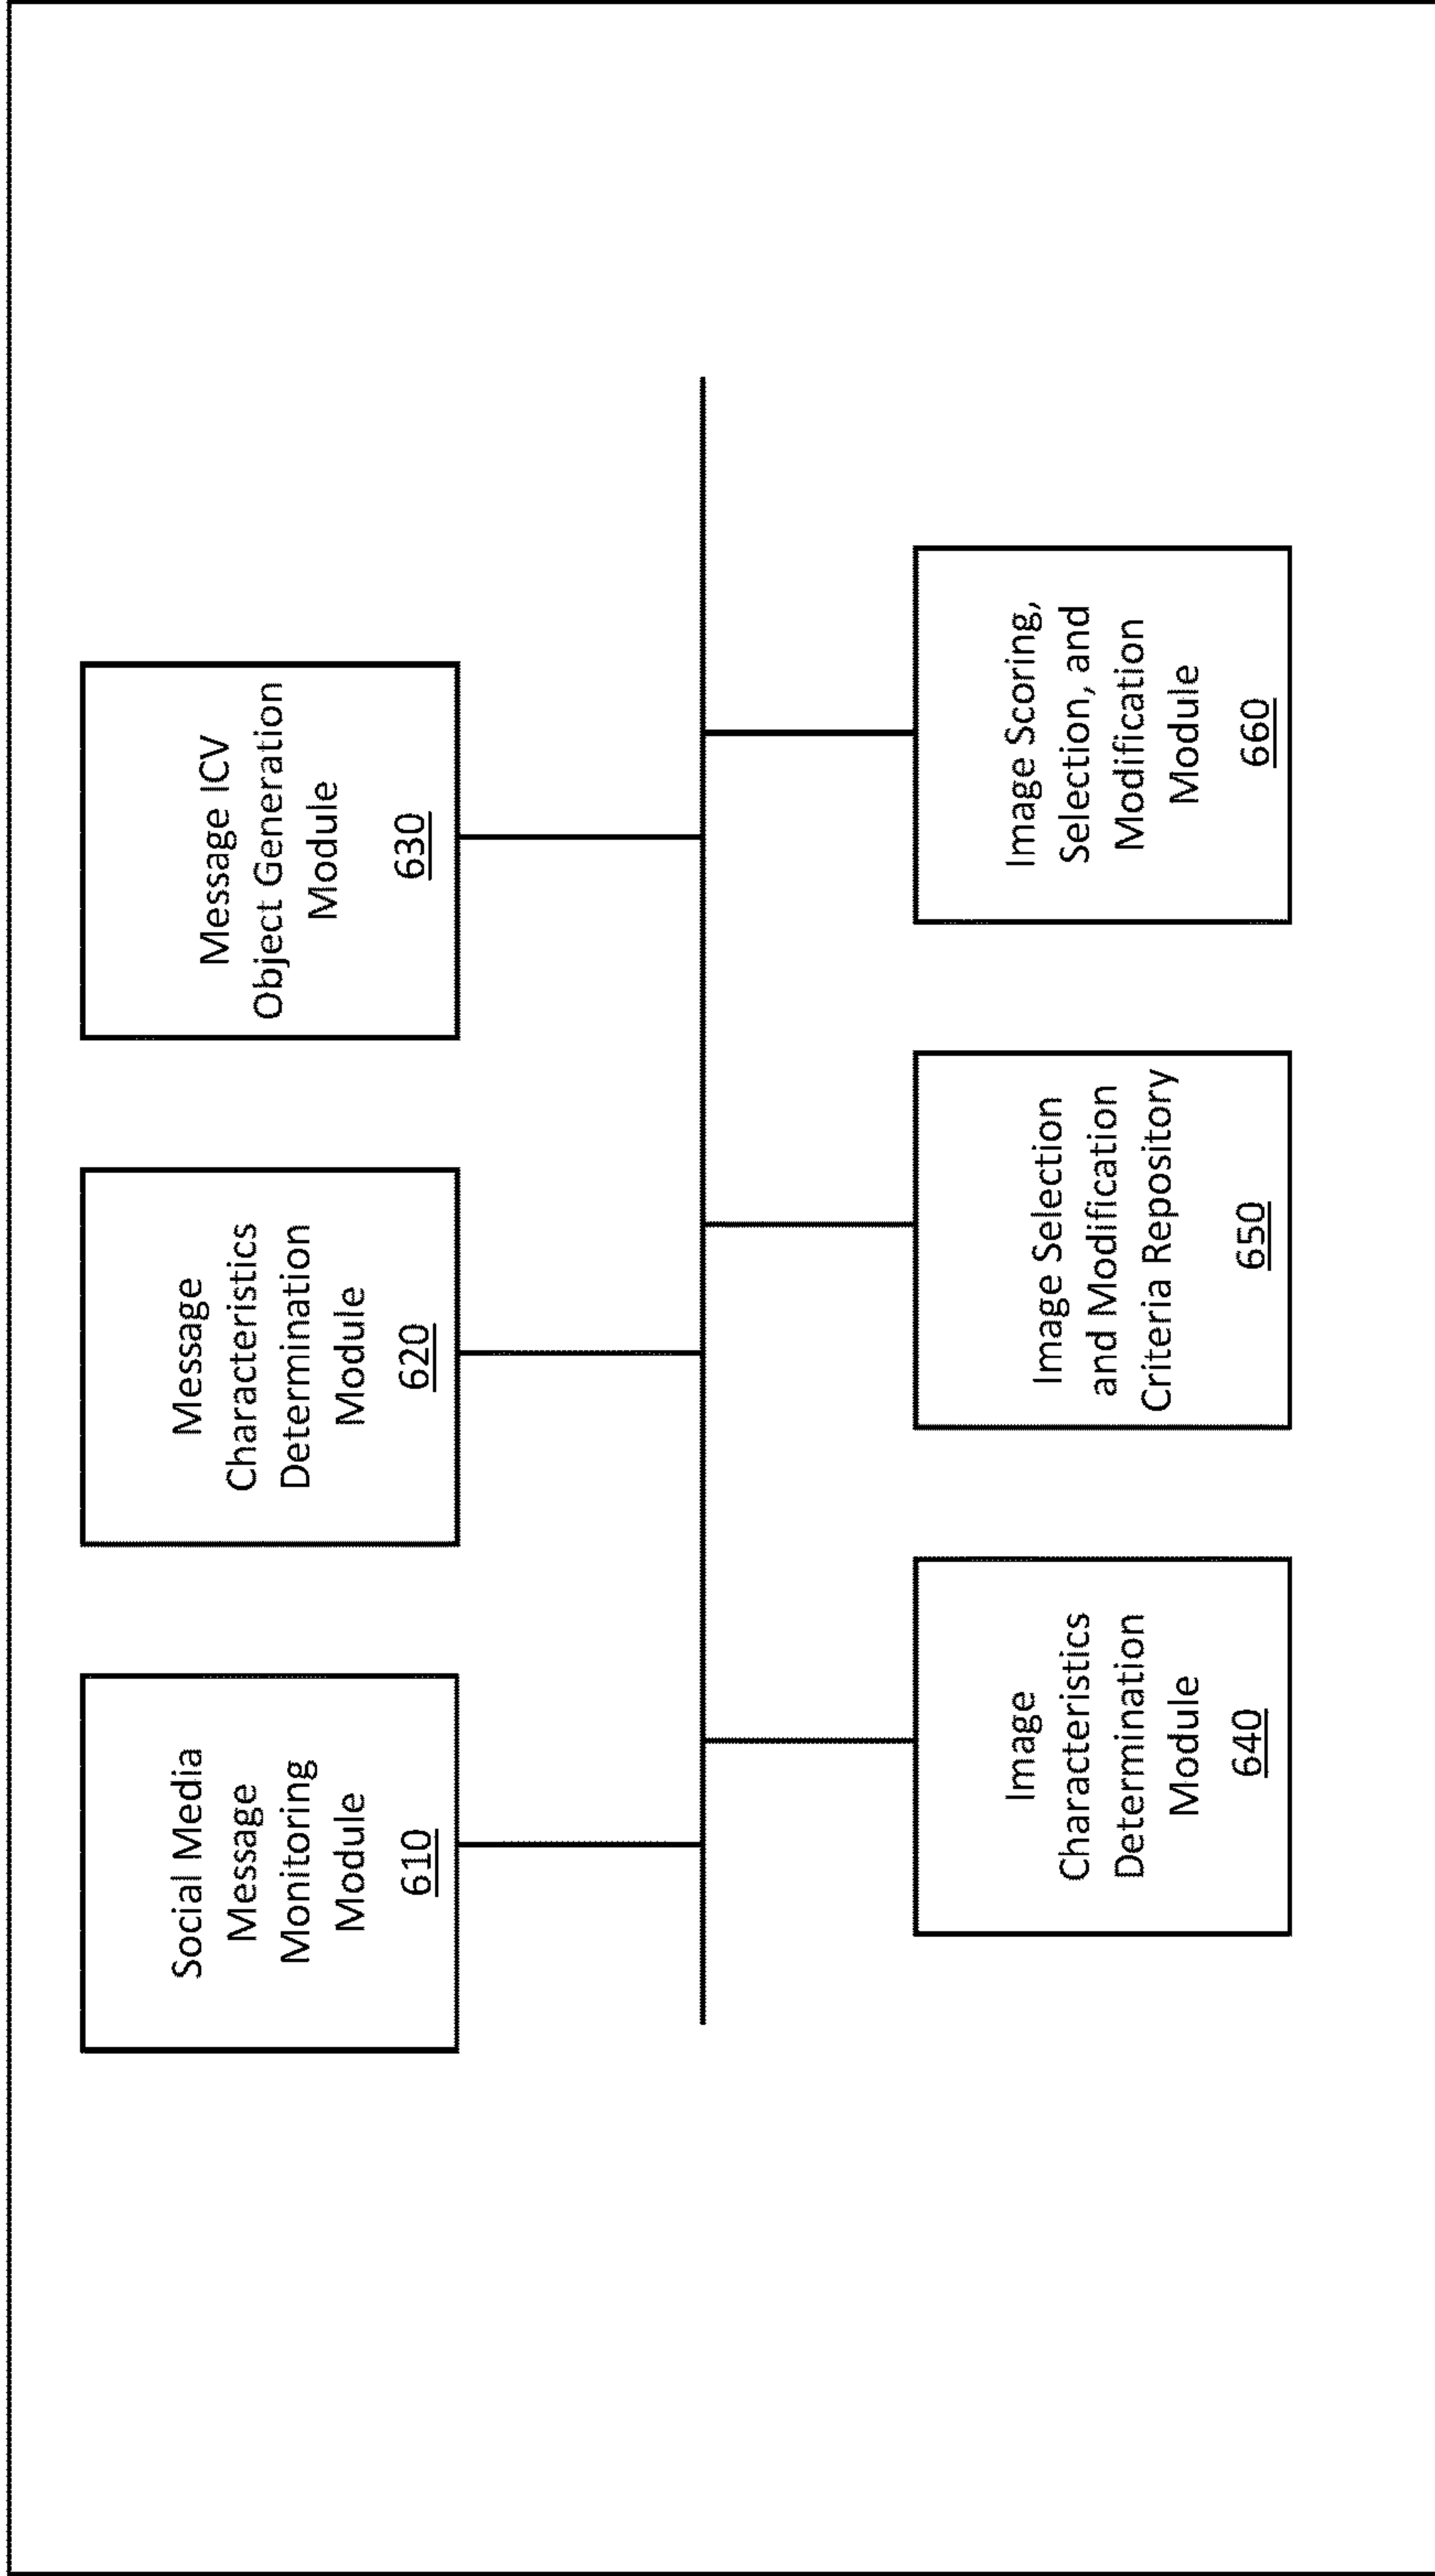 Social Media
Message
Monitoring
Module
610
Message
Characteristics
Determination
Module
620
Message ICV
Object Generation
Module
630
Image
Characteristics
Determination
Module
640
Image Selection
and Modification
Criteria Repository
650
Image Scoring,
Selection, and
Modification
Module
660